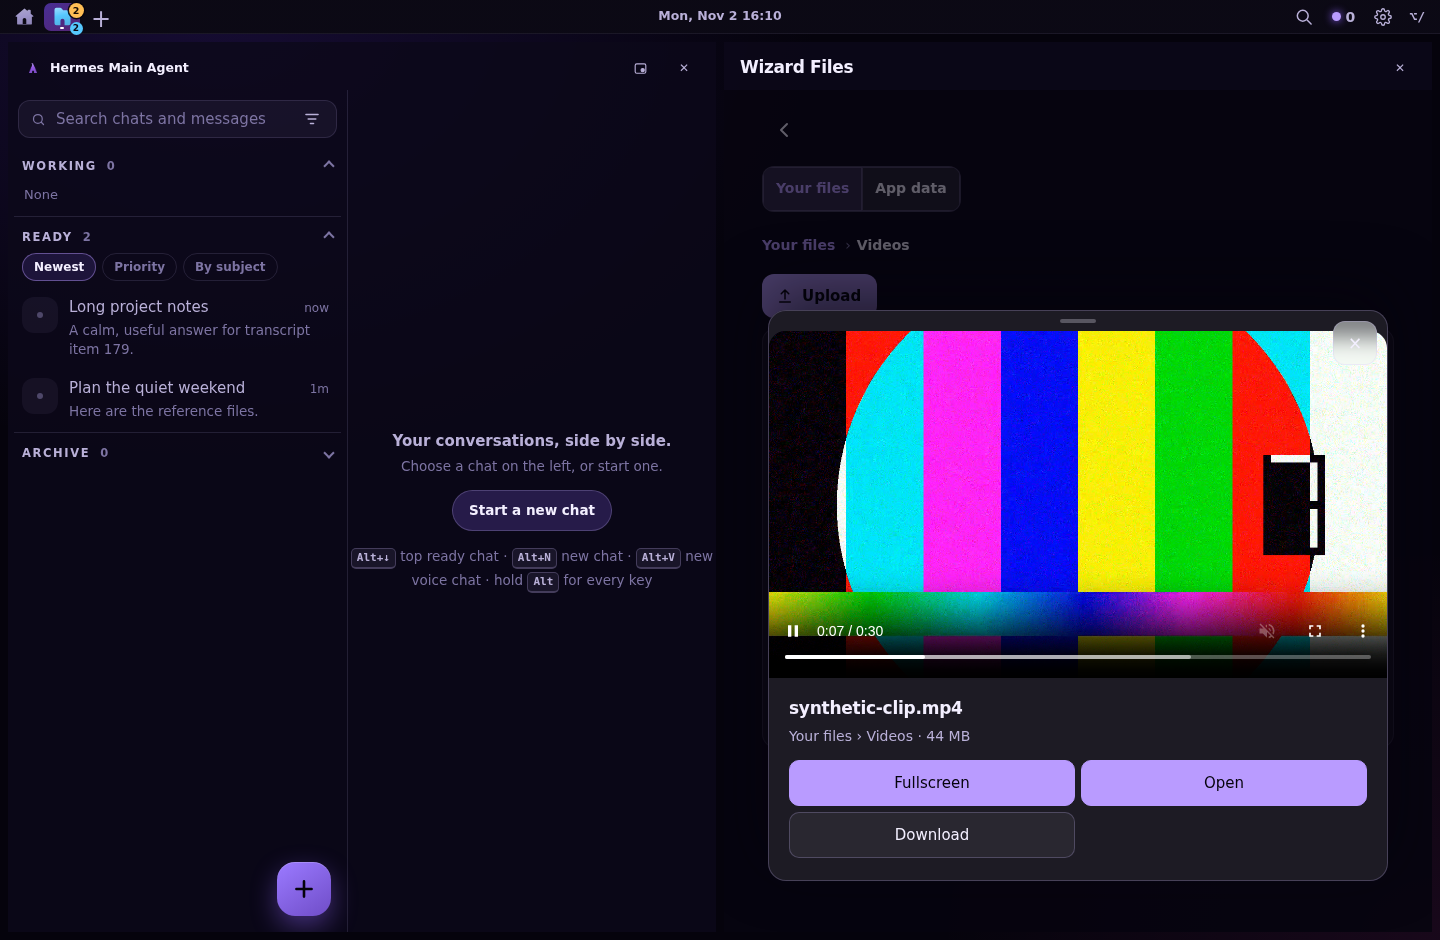 2
2
Mon, Nov 2 16:10
0
⌥/
Hermes Main Agent
Search chats and messages
WORKING 0
None
READY 2
Newest
Priority
By subject
Long project notes now
A calm, useful answer for transcript
item 179.
Plan the quiet weekend 1m
Here are the reference files.
ARCHIVE 0
Your conversations, side by side.
Choose a chat on the left, or start one.
Start a new chat
Alt+↓ top ready chat · Alt+N new chat · Alt+V new
voice chat · hold Alt for every key
Wizard Files
Your files
App data
Your files › Videos
Upload
0:07 / 0:30
synthetic-clip.mp4
Your files › Videos · 44 MB
Fullscreen
Open
Download